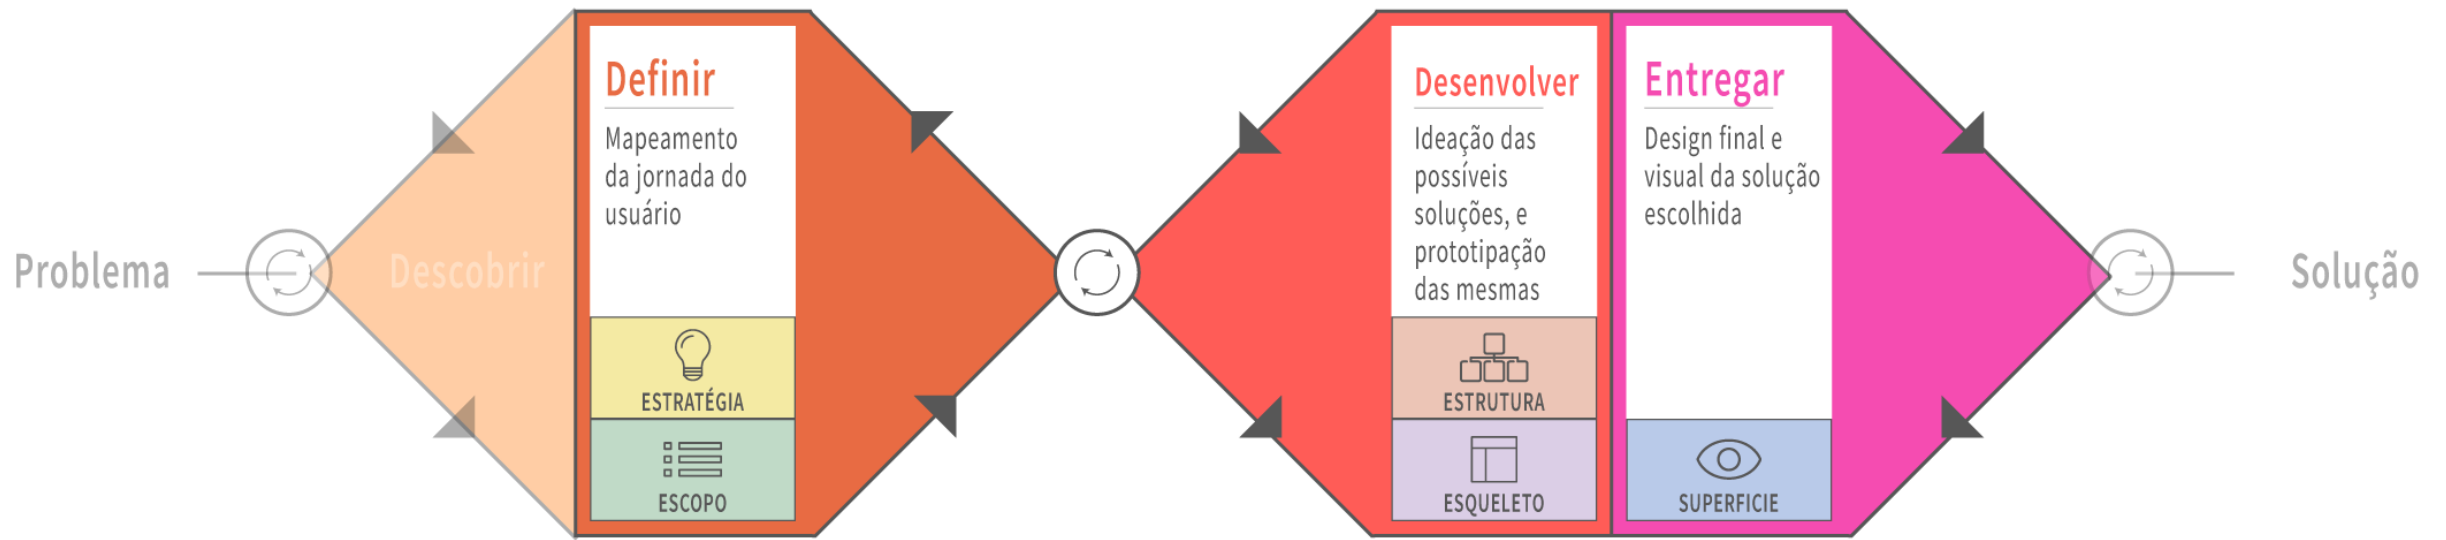 Problema
Descobrir
Definir
Mapeamento
da jornada do
usuário
ESTRATÉGIA
ESCOPO
Desenvolver
Ideação das
possíveis
soluções, e
prototipação
das mesmas
ESTRUTURA
ESQUELETO
Entregar
Design final e
visual da solução
escolhida
SUPERFICIE
Solução